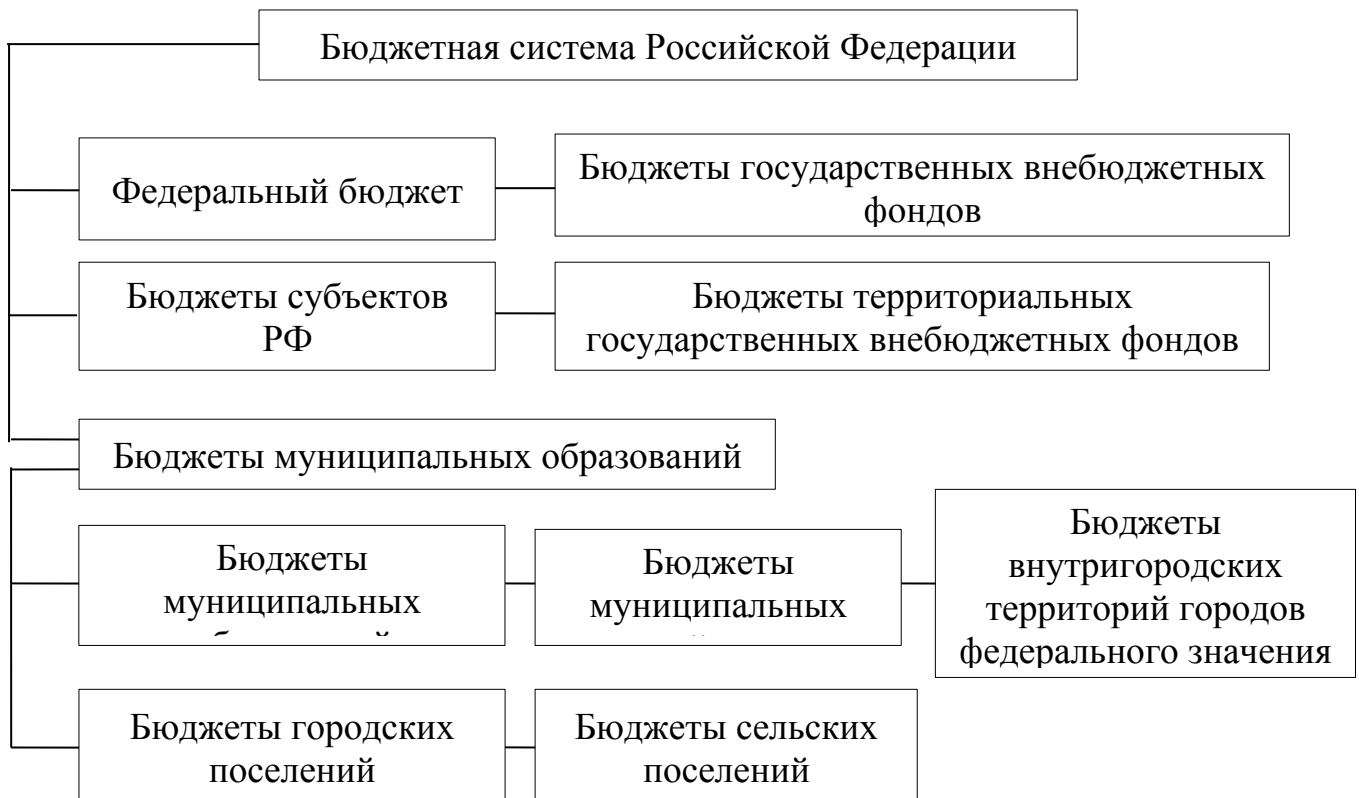 Бюджетная система Российской Федерации
Федеральный бюджет
Бюджеты государственных внебюджетных
фондов
Бюджеты субъектов
РФ
Бюджеты территориальных
государственных внебюджетных фондов
Бюджеты муниципальных образований
Бюджеты
муниципальных
Бюджеты
муниципальных
Бюджеты
внутригородских
территорий городов
федерального значения
Бюджеты городских
поселений
Бюджеты сельских
поселений